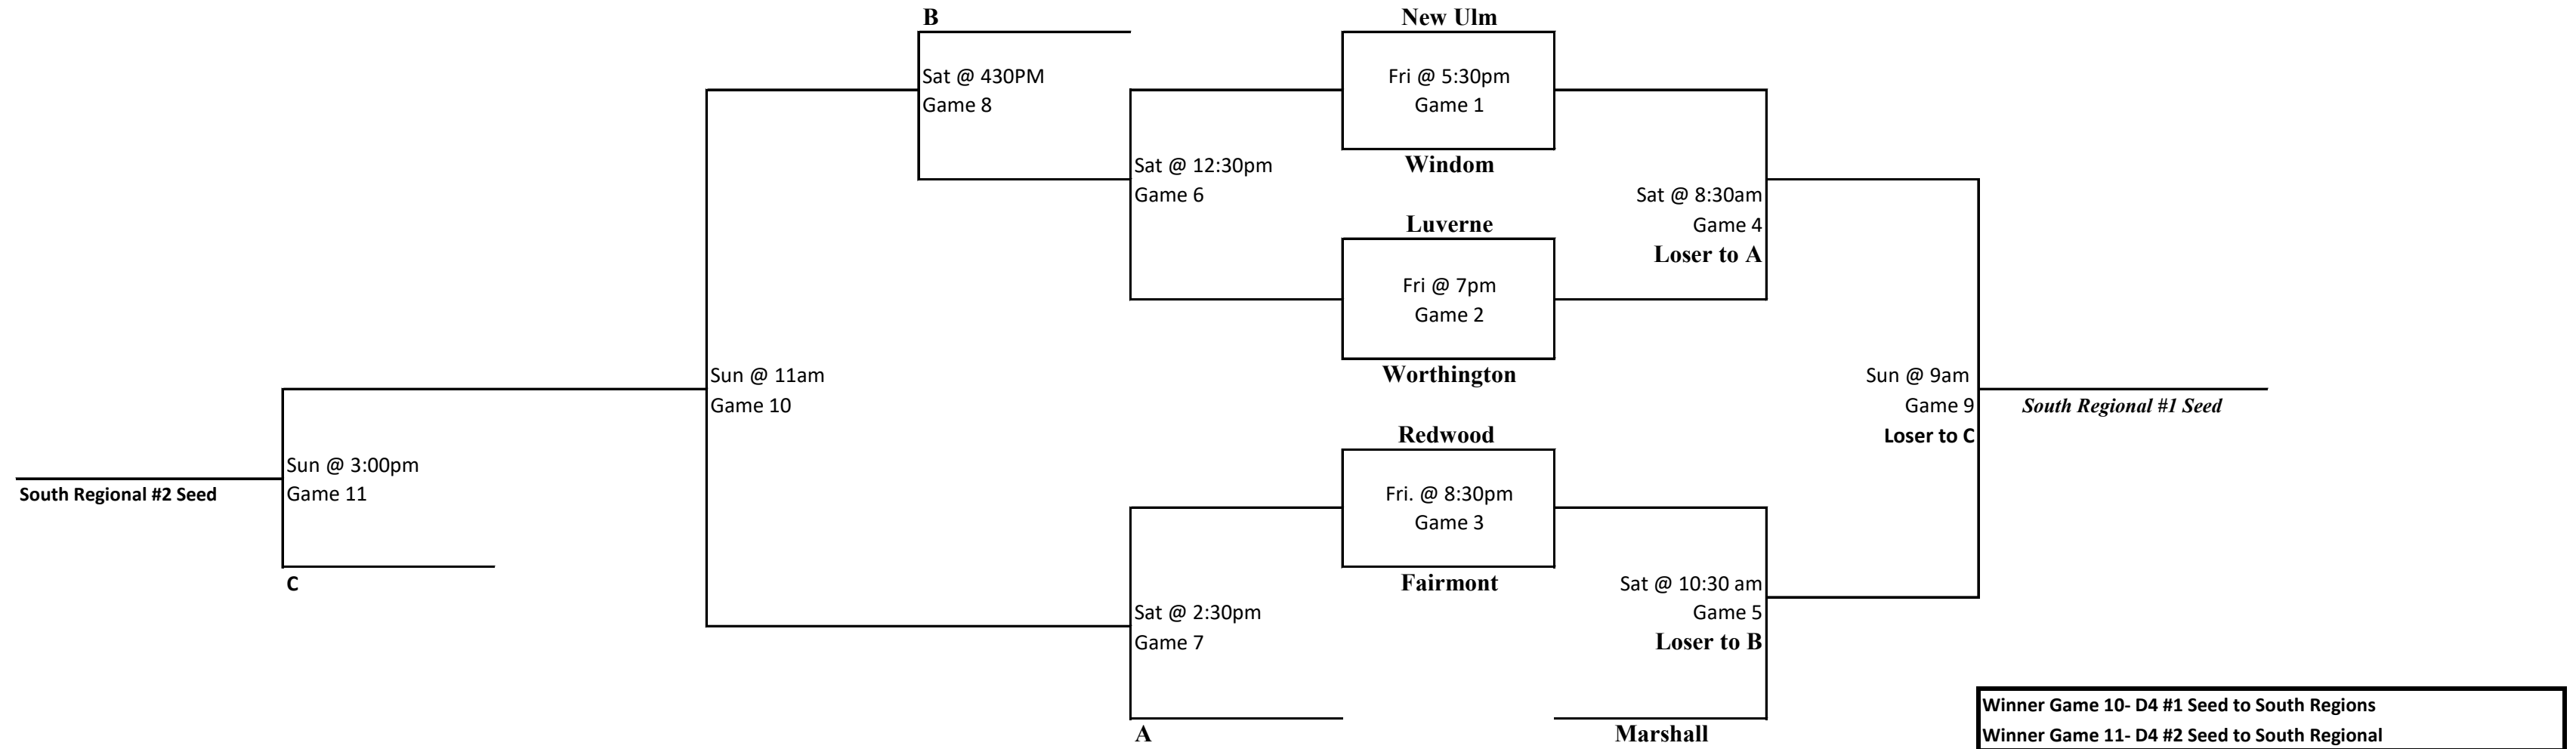 B
New Ulm
Sat @ 430PM
Game 8
Fri @ 5:30pm
Game 1
Windom
Sat @ 12:30pm
Game 6
Sat @ 8:30am
Game 4
Loser to A
Luverne
Fri @ 7pm
Game 2
Worthington
Sun @ 11am
Game 10
Sun @ 9am
Game 9
Loser to C
South Regional #1 Seed
Redwood
Sun @ 3:00pm
Game 11
South Regional #2 Seed
Fri. @ 8:30pm
Game 3
Fairmont
C
Sat @ 10:30 am
Game 5
Loser to B
Sat @ 2:30pm
Game 7
A
Marshall
Winner Game 10- D4 #1 Seed to South Regions
Winner Game 11- D4 #2 Seed to South Regional